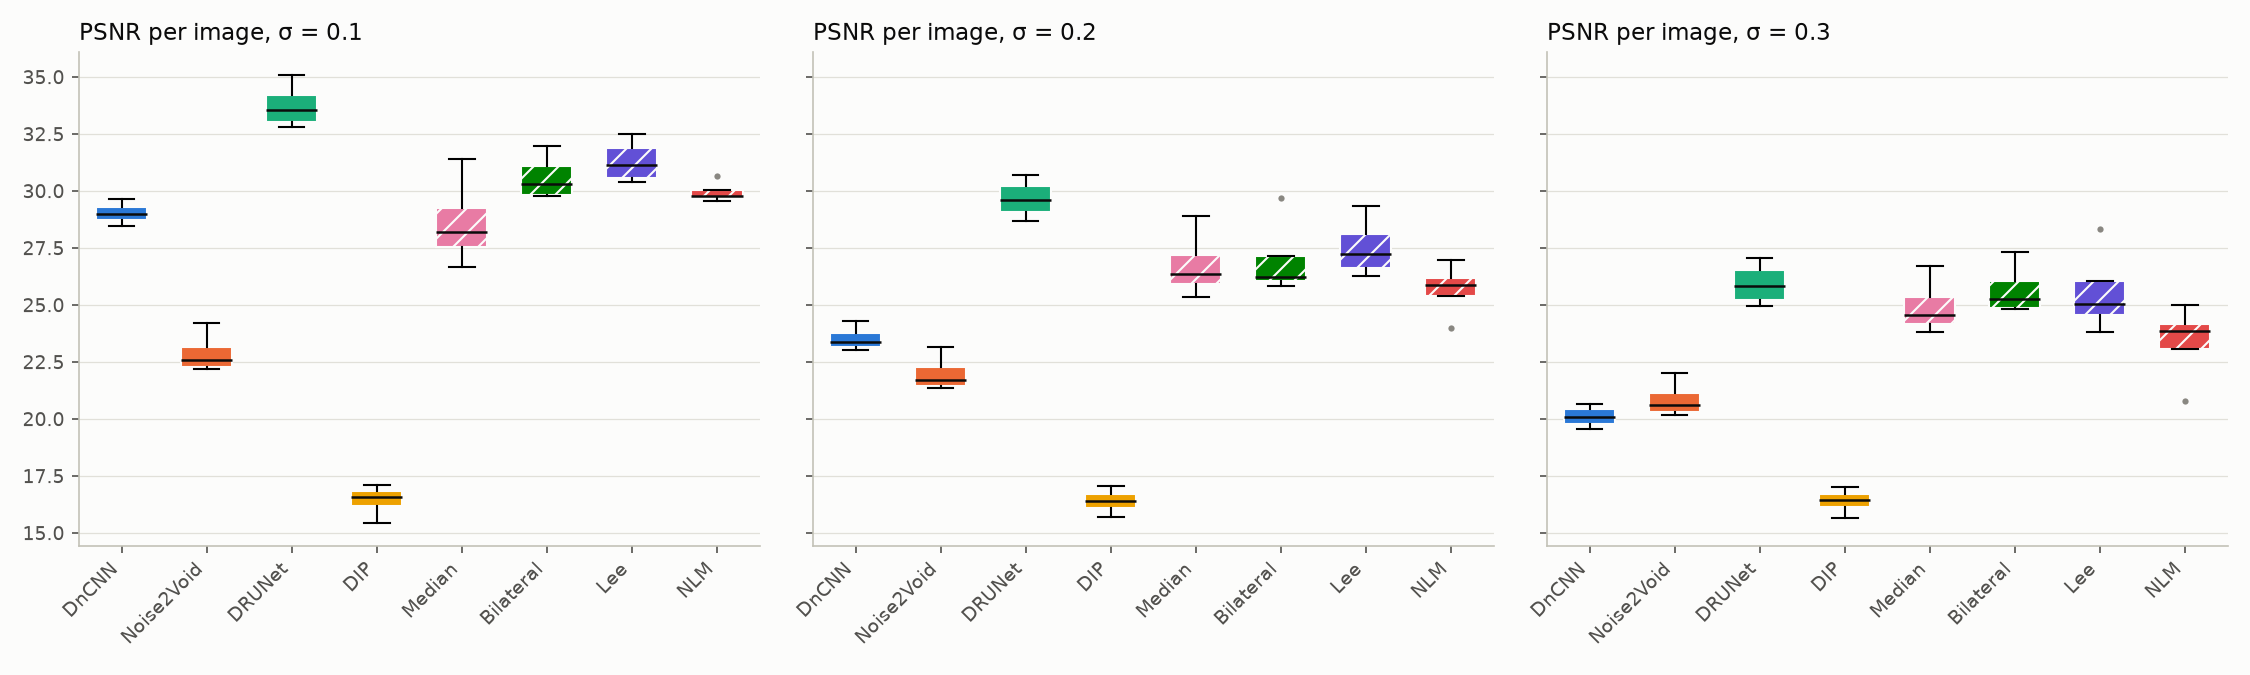 PSNR per image, σ = 0.1
PSNR per image, σ = 0.2
PSNR per image, σ = 0.3
35.0
32.5
30.0
27.5
25.0
22.5
20.0
17.5
15.0
DnCNN
Noise2Void
DRUNet
DIP
Median
Bilateral
Lee
NLM
DnCNN
Noise2Void
DRUNet
DIP
Median
Bilateral
Lee
NLM
DnCNN
Noise2Void
DRUNet
DIP
Median
Bilateral
Lee
NLM